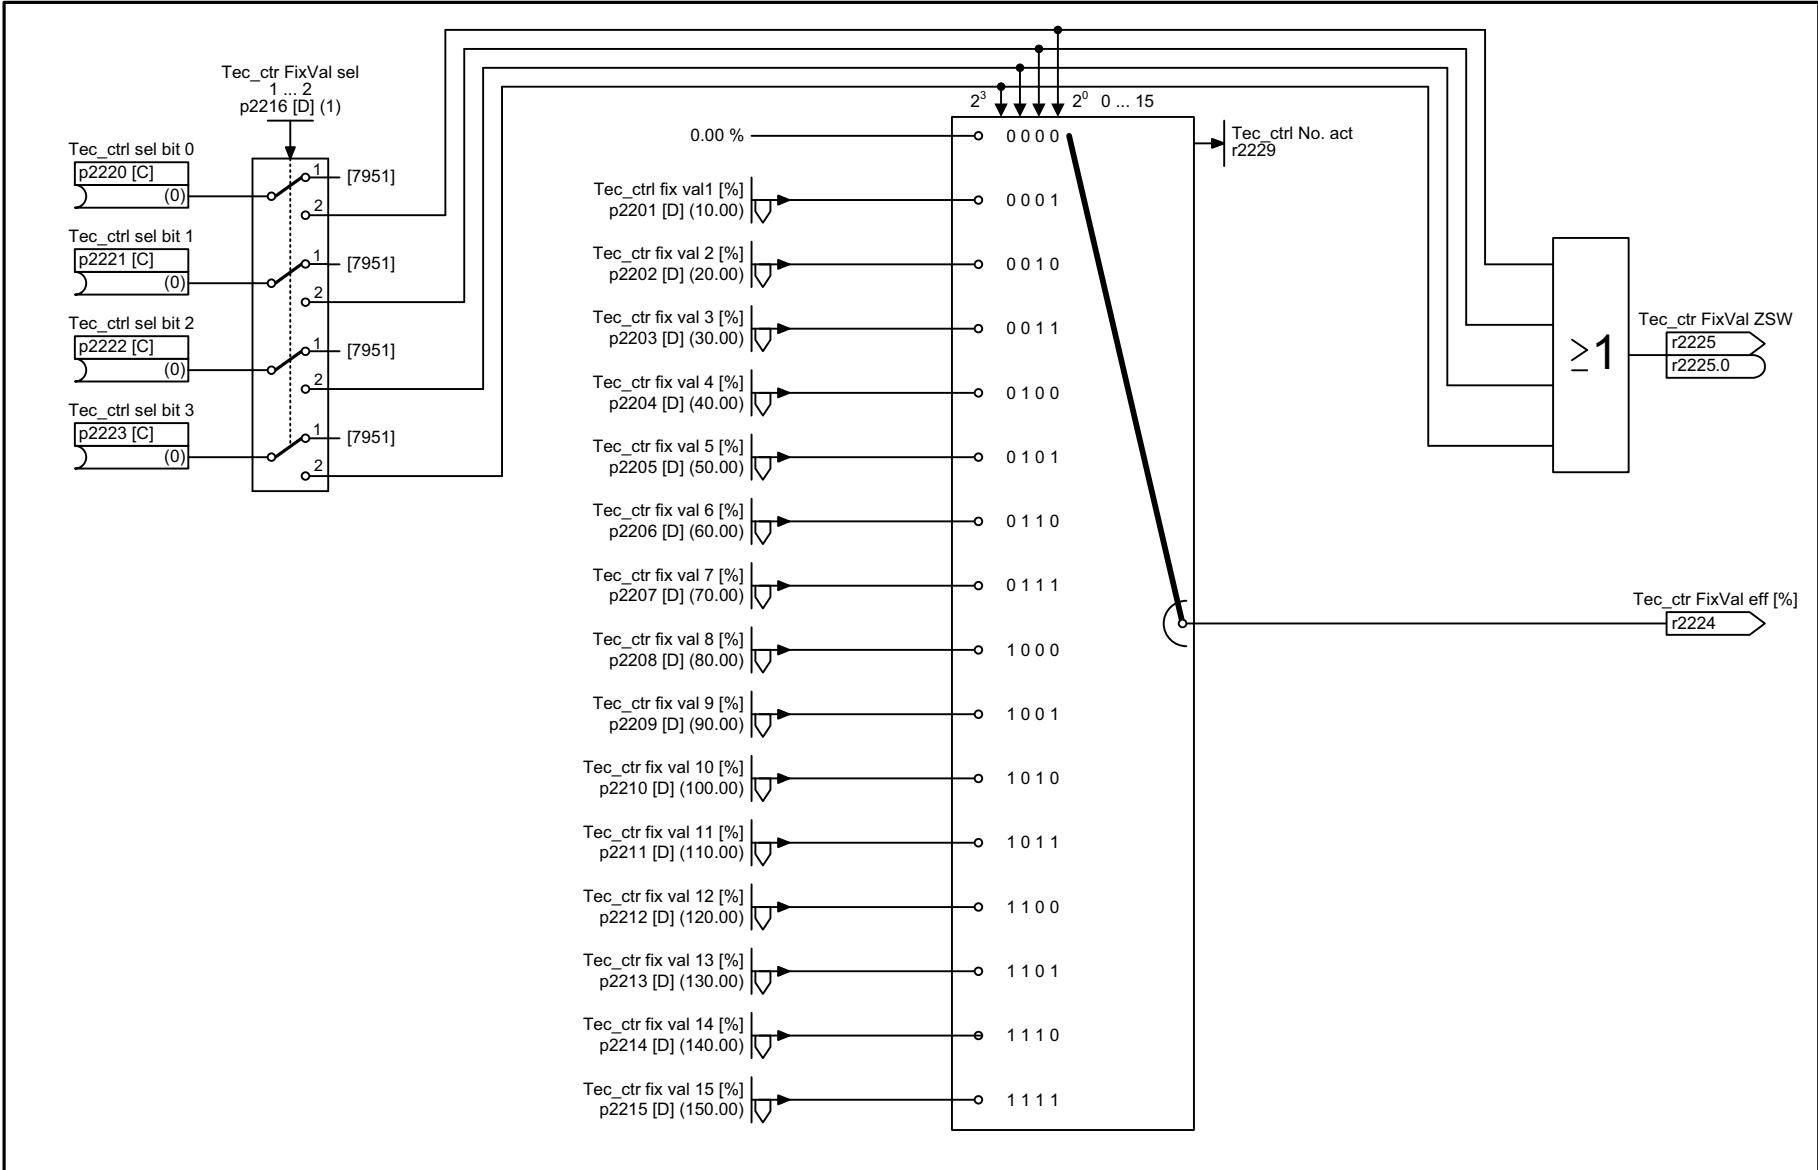 Tec_ctr FixVal sel
1 ... 2
p2216 [D] (1)
Tec_ctrl sel bit 0
p2220 [C]
(0)
1
[7951]
2
Tec_ctrl sel bit 1
p2221 [C]
(0)
1
[7951]
2
Tec_ctrl sel bit 2
p2222 [C]
(0)
1
[7951]
2
Tec_ctrl sel bit 3
p2223 [C]
(0)
1
[7951]
2
2³ 2⁰ 0 ... 15
0.00 % 0 0 0 0
Tec_ctrl fix val1 [%]
p2201 [D] (10.00) 0 0 0 1
Tec_ctr fix val 2 [%]
p2202 [D] (20.00) 0 0 1 0
Tec_ctr fix val 3 [%]
p2203 [D] (30.00) 0 0 1 1
Tec_ctr fix val 4 [%]
p2204 [D] (40.00) 0 1 0 0
Tec_ctr fix val 5 [%]
p2205 [D] (50.00) 0 1 0 1
Tec_ctr fix val 6 [%]
p2206 [D] (60.00) 0 1 1 0
Tec_ctr fix val 7 [%]
p2207 [D] (70.00) 0 1 1 1
Tec_ctr fix val 8 [%]
p2208 [D] (80.00) 1 0 0 0
Tec_ctr fix val 9 [%]
p2209 [D] (90.00) 1 0 0 1
Tec_ctr fix val 10 [%]
p2210 [D] (100.00) 1 0 1 0
Tec_ctr fix val 11 [%]
p2211 [D] (110.00) 1 0 1 1
Tec_ctr fix val 12 [%]
p2212 [D] (120.00) 1 1 0 0
Tec_ctr fix val 13 [%]
p2213 [D] (130.00) 1 1 0 1
Tec_ctr fix val 14 [%]
p2214 [D] (140.00) 1 1 1 0
Tec_ctr fix val 15 [%]
p2215 [D] (150.00) 1 1 1 1
Tec_ctrl No. act
r2229
≥1
Tec_ctr FixVal ZSW
r2225
r2225.0
Tec_ctr FixVal eff [%]
r2224